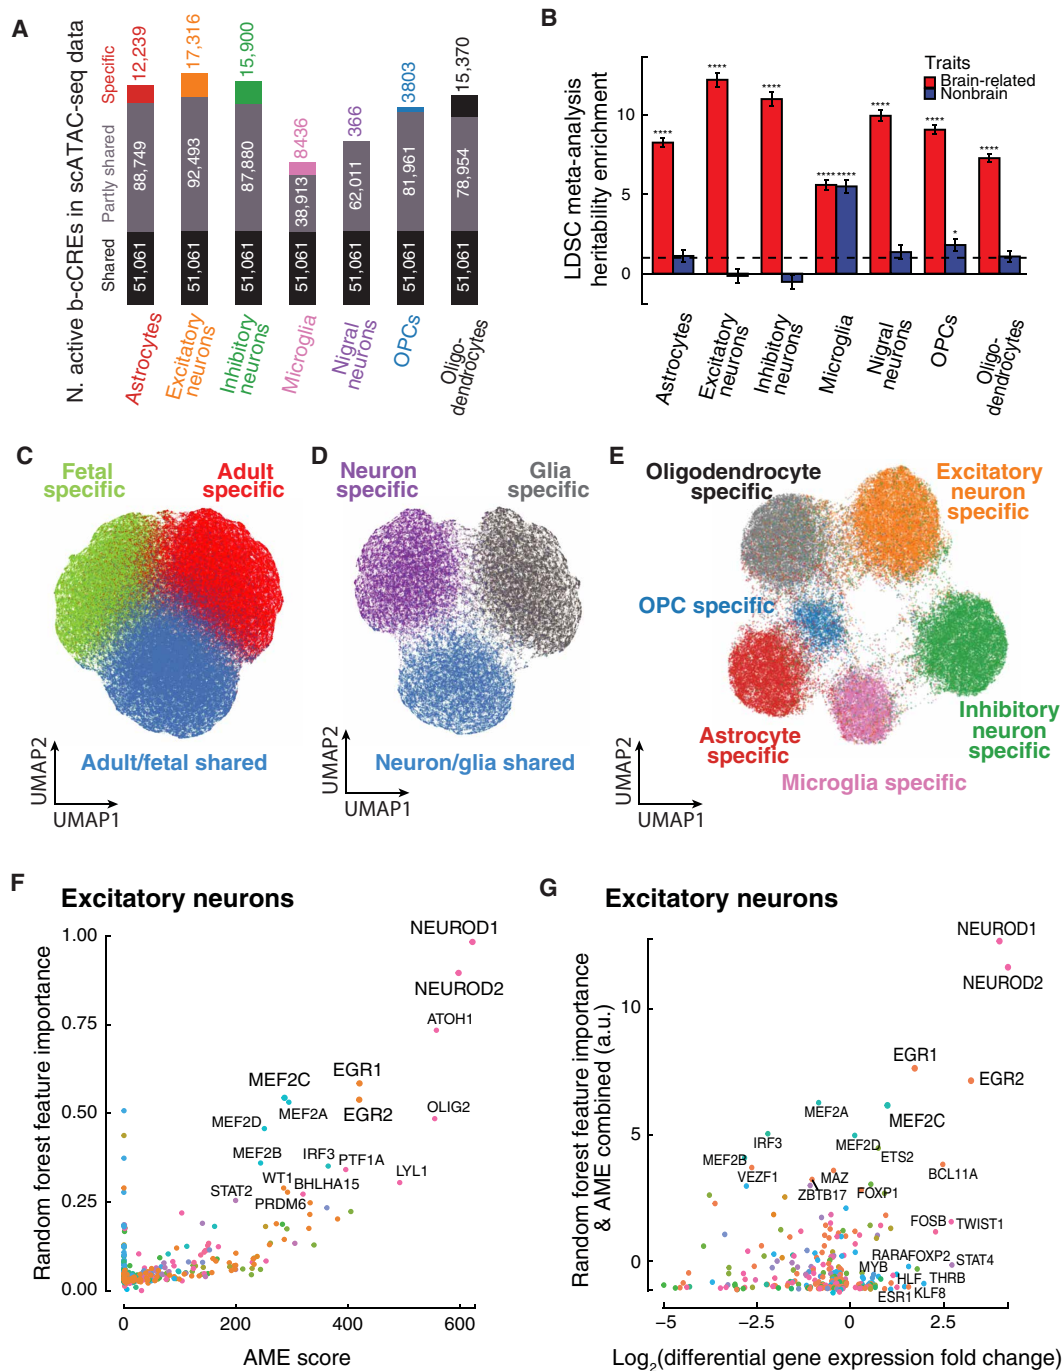 A
N. active b-CREs in scATAC-seq data
Shared
Partly shared
Specific
12,239
17,316
15,900
8436
366
3803
15,370
88,749
92,493
87,880
38,913
62,011
81,961
78,954
51,061
51,061
51,061
51,061
51,061
51,061
51,061
Astrocytes
Excitatory
neurons
Inhibitory
neurons
Microglia
Nigral
neurons
OPCs
Oligo-
dendrocytes
B
LDSC meta-analysis
heritability enrichment
10
5
0
Traits
Brain-related
Nonbrain
****
****
****
**** ****
****
****
*
****
Astrocytes
Excitatory
neurons
Inhibitory
neurons
Microglia
Nigral
neurons
OPCs
Oligo-
dendrocytes
C
Fetal
specific
Adult
specific
Adult/fetal shared
UMAP2
UMAP1
D
Neuron
specific
Glia
specific
Neuron/glia shared
UMAP2
UMAP1
E
Oligodendrocyte
specific
Excitatory
neuron
specific
OPC specific
Astrocyte
specific
Inhibitory
neuron
specific
Microglia specific
UMAP2
UMAP1
F
Excitatory neurons
Random forest feature importance
1.00
0.75
0.50
0.25
0.00
NEUROD1
NEUROD2
ATOH1
EGR1
MEF2C
MEF2A
EGR2
OLIG2
MEF2D
MEF2B
IRF3
PTF1A
LYL1
WT1
BHLHA15
STAT2
PRDM6
0
200
400
600
AME score
G
Excitatory neurons
Random forest feature importance
& AME combined (a.u.)
10
5
0
NEUROD1
NEUROD2
EGR1
EGR2
MEF2A
MEF2C
IRF3
MEF2D
ETS2
MEF2B
BCL11A
VEZF1
MAZ
ZBTB17
FOXP1
FOSB
TWIST1
RARA
FOXP2
STAT4
MYB
HLF
THRB
ESR1
KLF8
−5
−2.5
0
2.5
Log2(differential gene expression fold change)